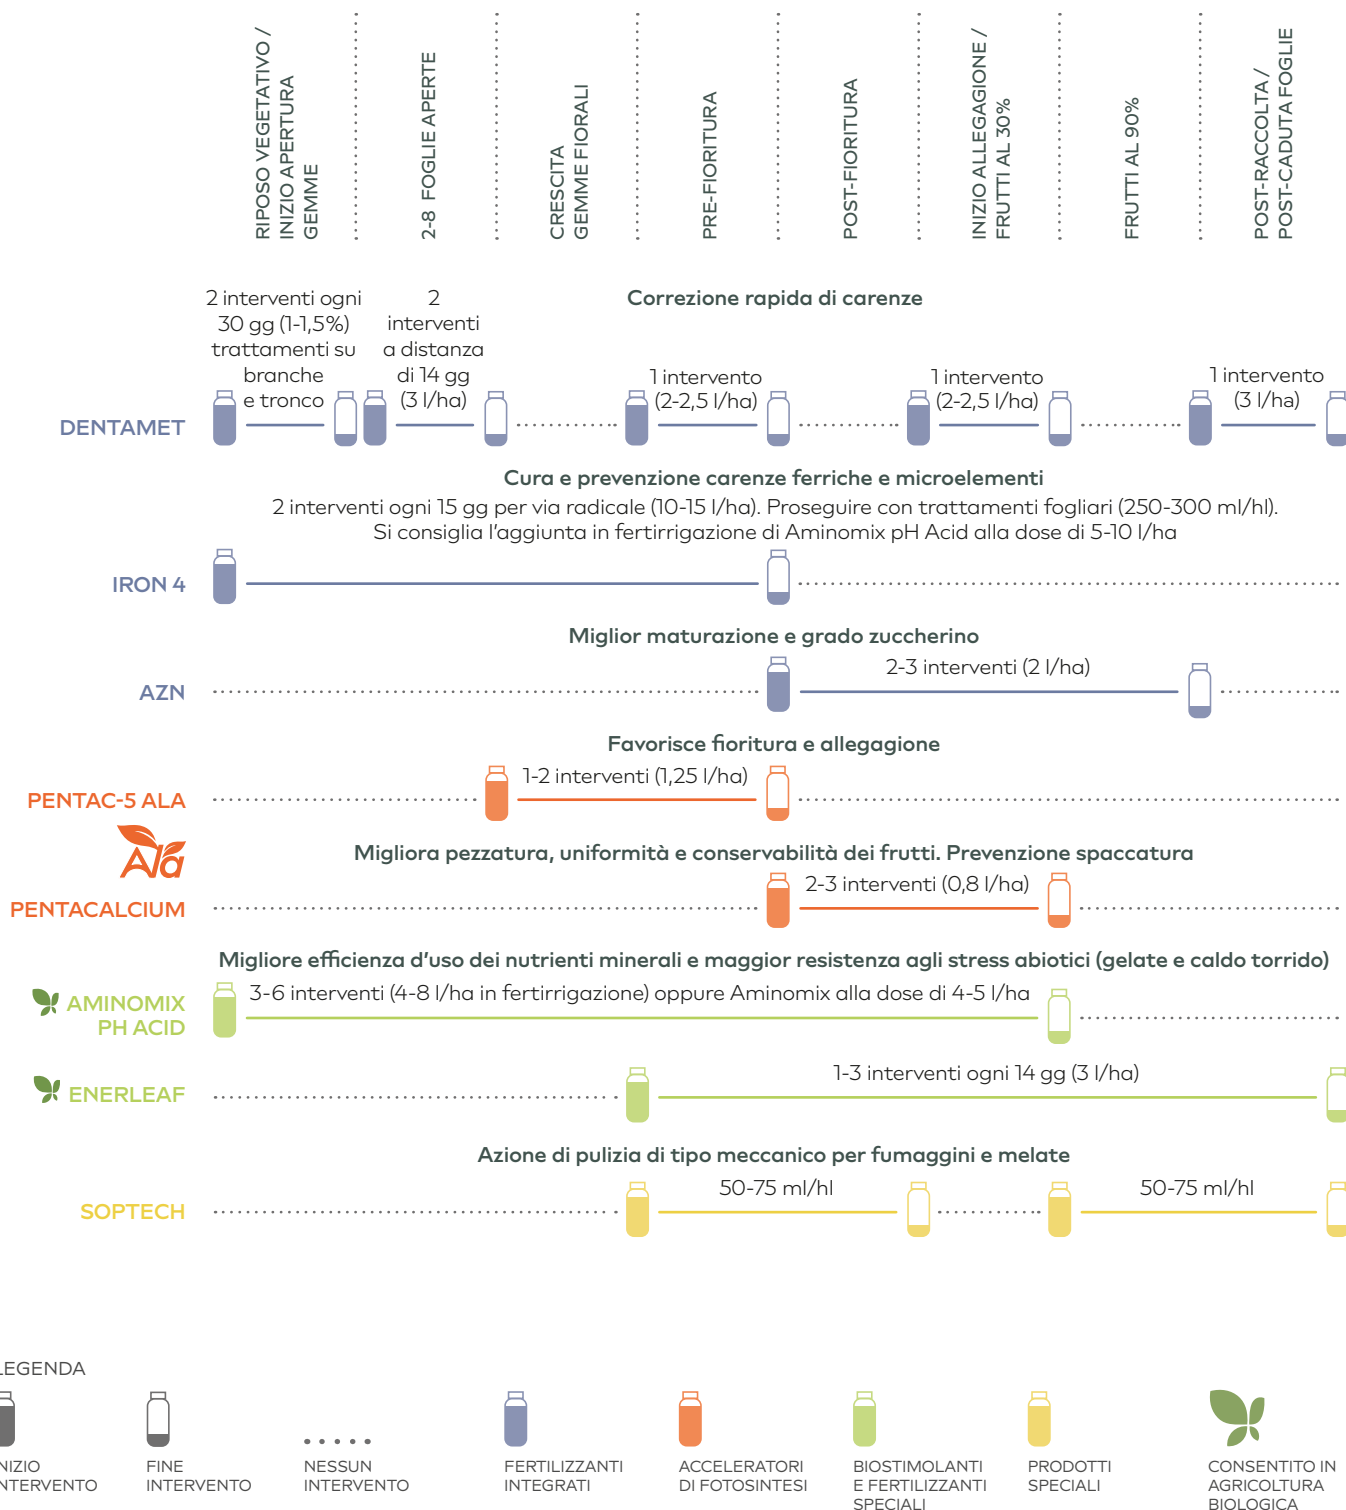 RIPOSO VEGETATIVO /
INIZIO APERTURA
GEMME
2-8 FOGLIE APERTE
CRESCITA
GEMME FIORALI
PRE-FIORITURA
POST-FIORITURA
INIZIO ALLEGAGIONE /
FRUTTI AL 30%
FRUTTI AL 90%
POST-RACCOLTA /
POST-CADUTA FOGLIE
Correzione rapida di carenze
2 interventi ogni
30 gg (1-1,5%)
trattamenti su
branche
e tronco
2
interventi
a distanza
di 14 gg
(3 l/ha)
1 intervento
(2-2,5 l/ha)
1 intervento
(2-2,5 l/ha)
1 intervento
(3 l/ha)
DENTAMET
Cura e prevenzione carenze ferriche e microelementi
2 interventi ogni 15 gg per via radicale (10-15 l/ha). Proseguire con trattamenti fogliari (250-300 ml/hl).
Si consiglia l'aggiunta in fertirrigazione di Aminomix pH Acid alla dose di 5-10 l/ha
IRON 4
Miglior maturazione e grado zuccherino
2-3 interventi (2 l/ha)
AZN
Favorisce fioritura e allegagione
1-2 interventi (1,25 l/ha)
PENTAC-5 ALA
Ala
Migliora pezzatura, uniformità e conservabilità dei frutti. Prevenzione spaccatura
2-3 interventi (0,8 l/ha)
PENTACALCIUM
Migliore efficienza d'uso dei nutrienti minerali e maggior resistenza agli stress abiotici (gelate e caldo torrido)
3-6 interventi (4-8 l/ha in fertirrigazione) oppure Aminomix alla dose di 4-5 l/ha
AMINOMIX
PH ACID
1-3 interventi ogni 14 gg (3 l/ha)
ENERLEAF
Azione di pulizia di tipo meccanico per fumaggini e melate
50-75 ml/hl
50-75 ml/hl
SOPTECH
LEGENDA
INIZIO
INTERVENTO
FINE
INTERVENTO
NESSUN
INTERVENTO
FERTILIZZANTI
INTEGRATI
ACCELERATORI
DI FOTOSINTESI
BIOSTIMOLANTI
E FERTILIZZANTI
SPECIALI
PRODOTTI
SPECIALI
CONSENTITO IN
AGRICOLTURA
BIOLOGICA